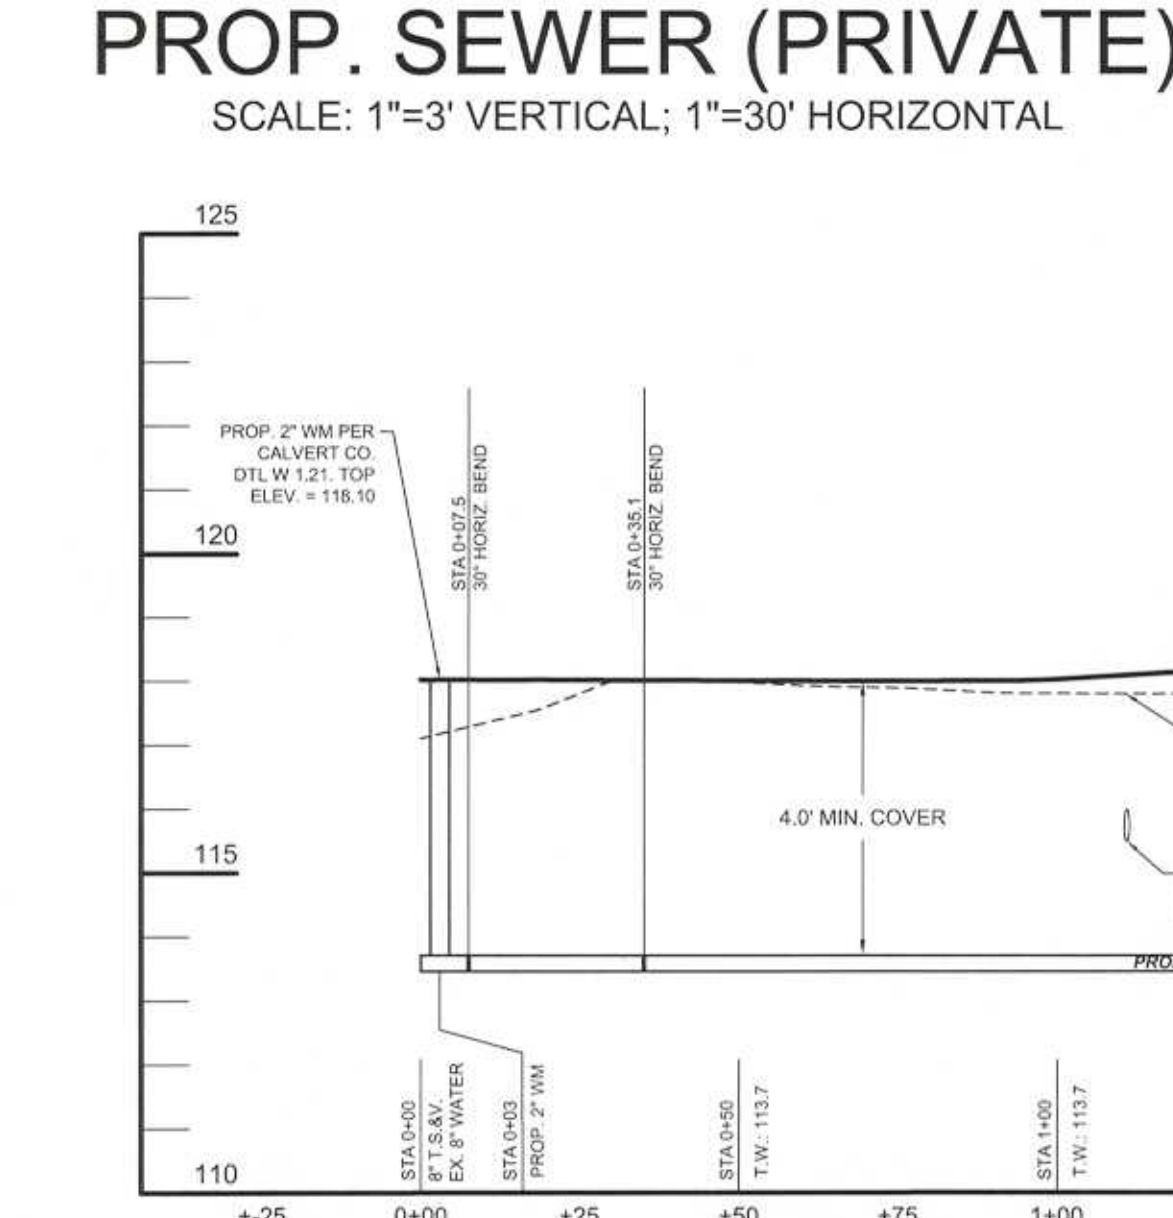 PROP. SEWER (PRIVATE)
SCALE: 1"=3' VERTICAL; 1"=30' HORIZONTAL
125
PROP. 2" WM PER
CALVERT CO.
DTL W 1.21. TOP
ELEV. = 118.10
STA 0+07.5
30° HORIZ. BEND
STA 0+35.1
30° HORIZ. BEND
120
4.0' MIN. COVER
115
PRO
STA 0+00
8" T.S.&V.
EX. 8" WATER
STA 0+03
PROP. 2" WM
STA 0+50
T.W.: 113.7
STA 1+00
T.W.: 113.7
110
+-25
0+00
+25
+50
+75
1+00